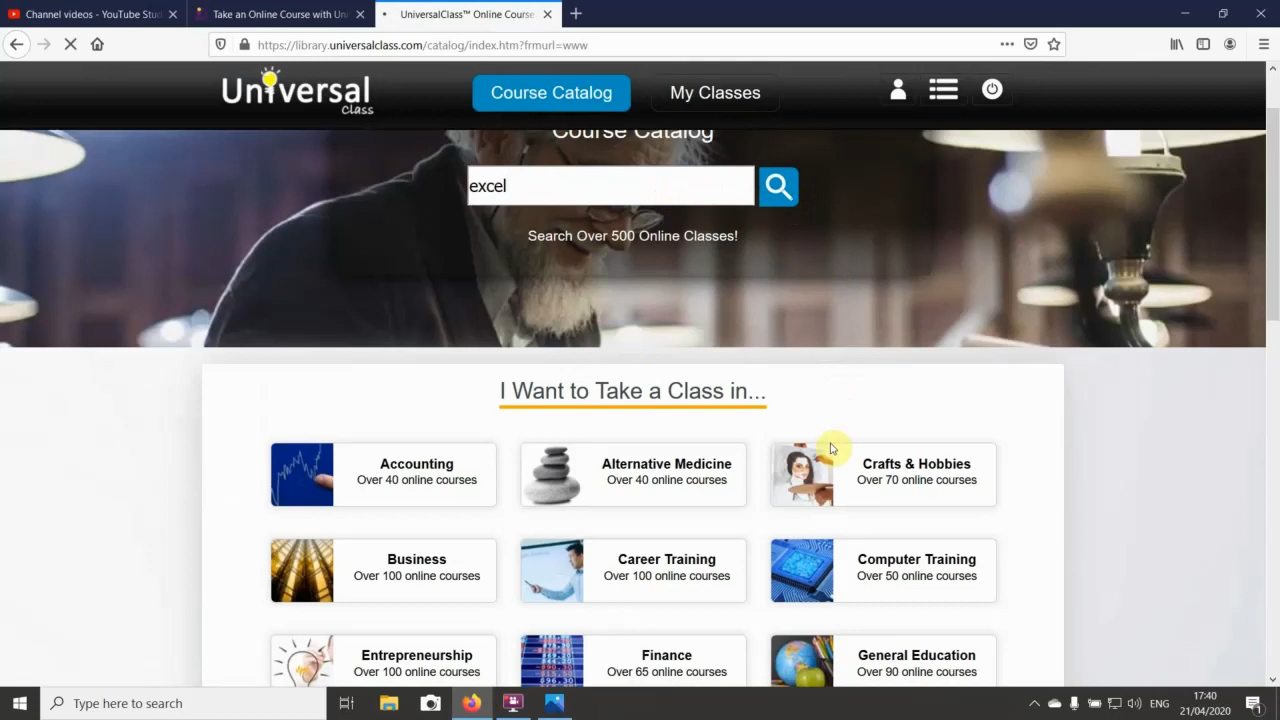 Channel videos - YouTube Stud
Take an Online Course with Uni
UniversalClass™ Online Course
https://library.universalclass.com/catalog/index.htm?frmurl=www
Universal
class
Course Catalog
My Classes
Course Catalog
excel
Search Over 500 Online Classes!
I Want to Take a Class in...
Accounting
Over 40 online courses
Alternative Medicine
Over 40 online courses
Crafts & Hobbies
Over 70 online courses
Business
Over 100 online courses
Career Training
Over 100 online courses
Computer Training
Over 50 online courses
Entrepreneurship
Over 100 online courses
Finance
Over 65 online courses
General Education
Over 90 online courses
Type here to search
ENG
17:40
21/04/2020
1